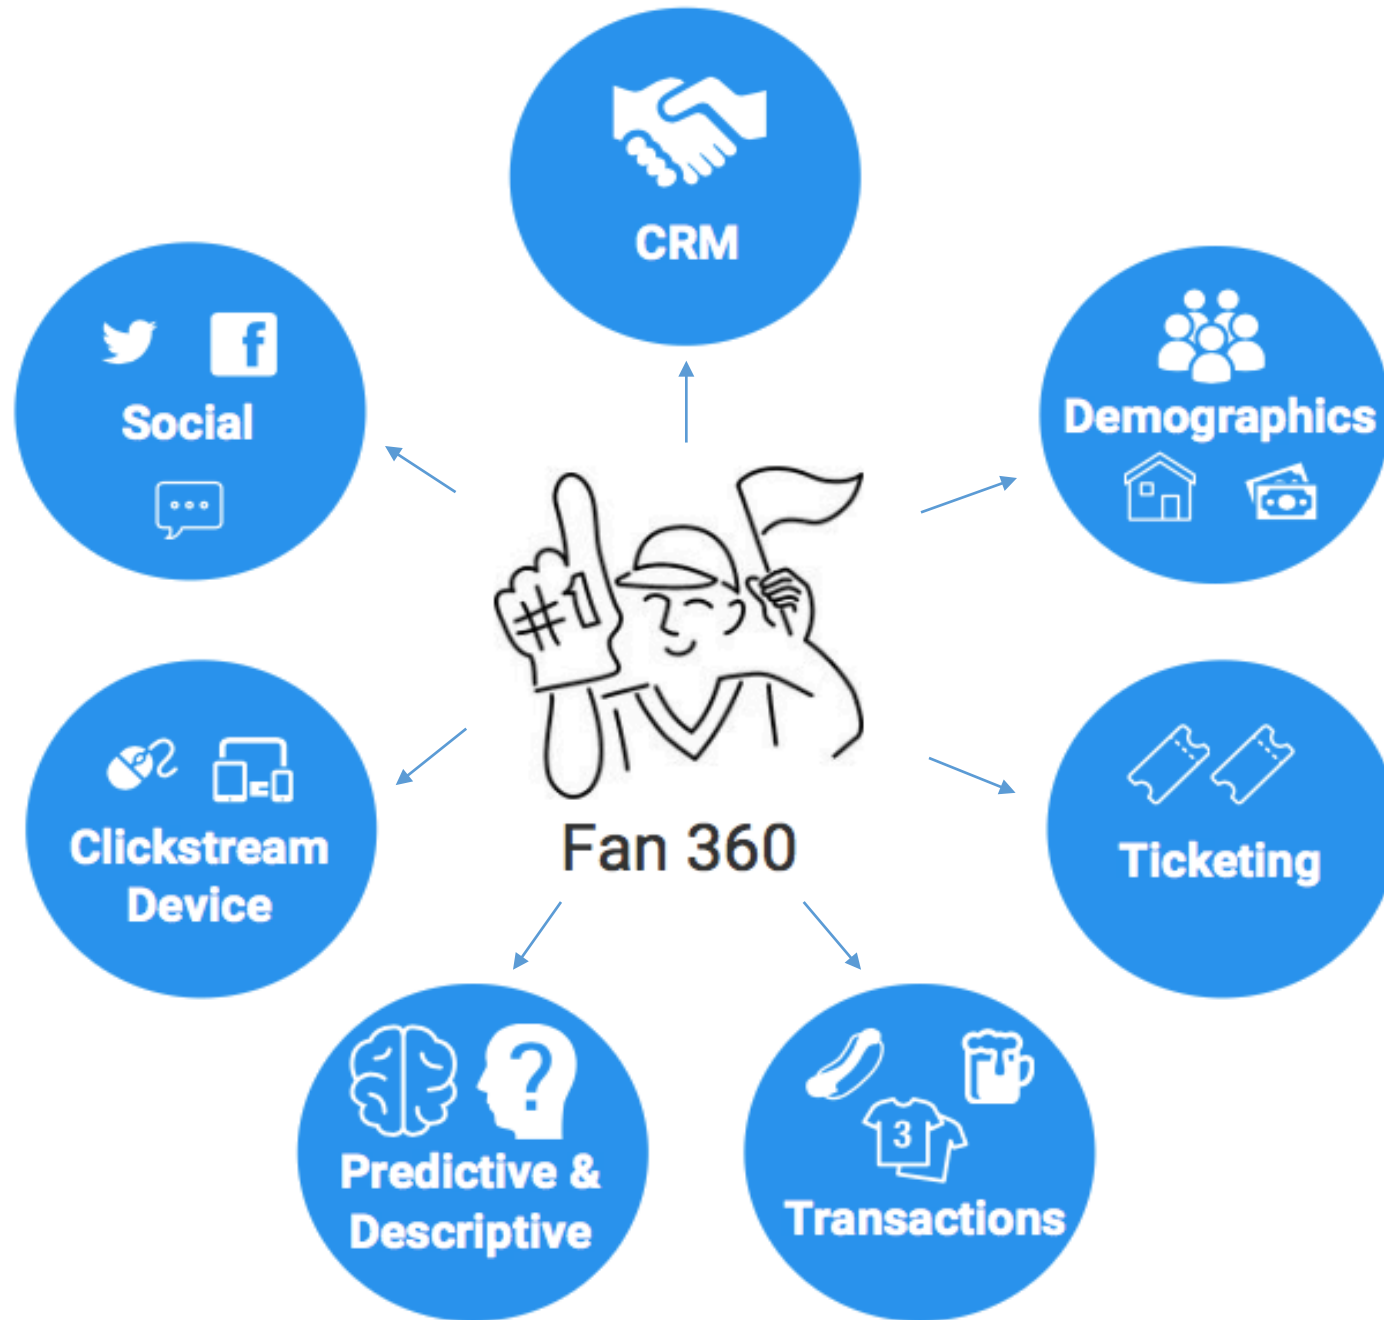 CRM
Social
Demographics
#1
Clickstream
Device
Fan 360
Ticketing
Predictive &
Descriptive
?
3
Transactions
f